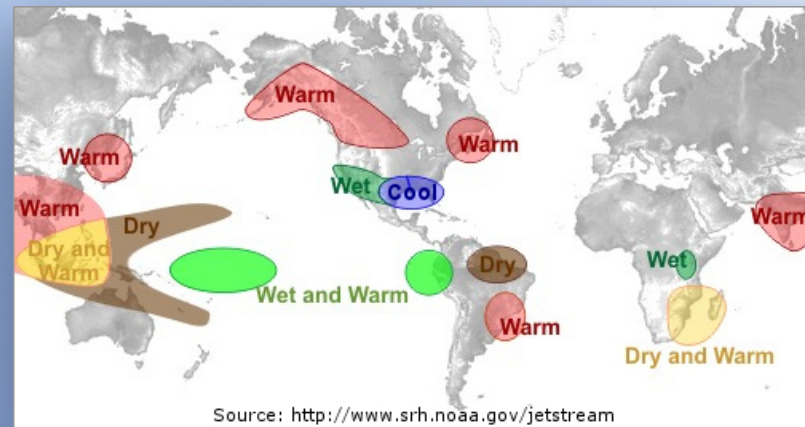 Warm
Warm
Warm
Wet
Cool
Warm
Dry
Dry and
Warm
Wet and Warm
Dry
Warm
Warm
Wet
Dry and Warm
Source: http://www.srh.noaa.gov/jetstream